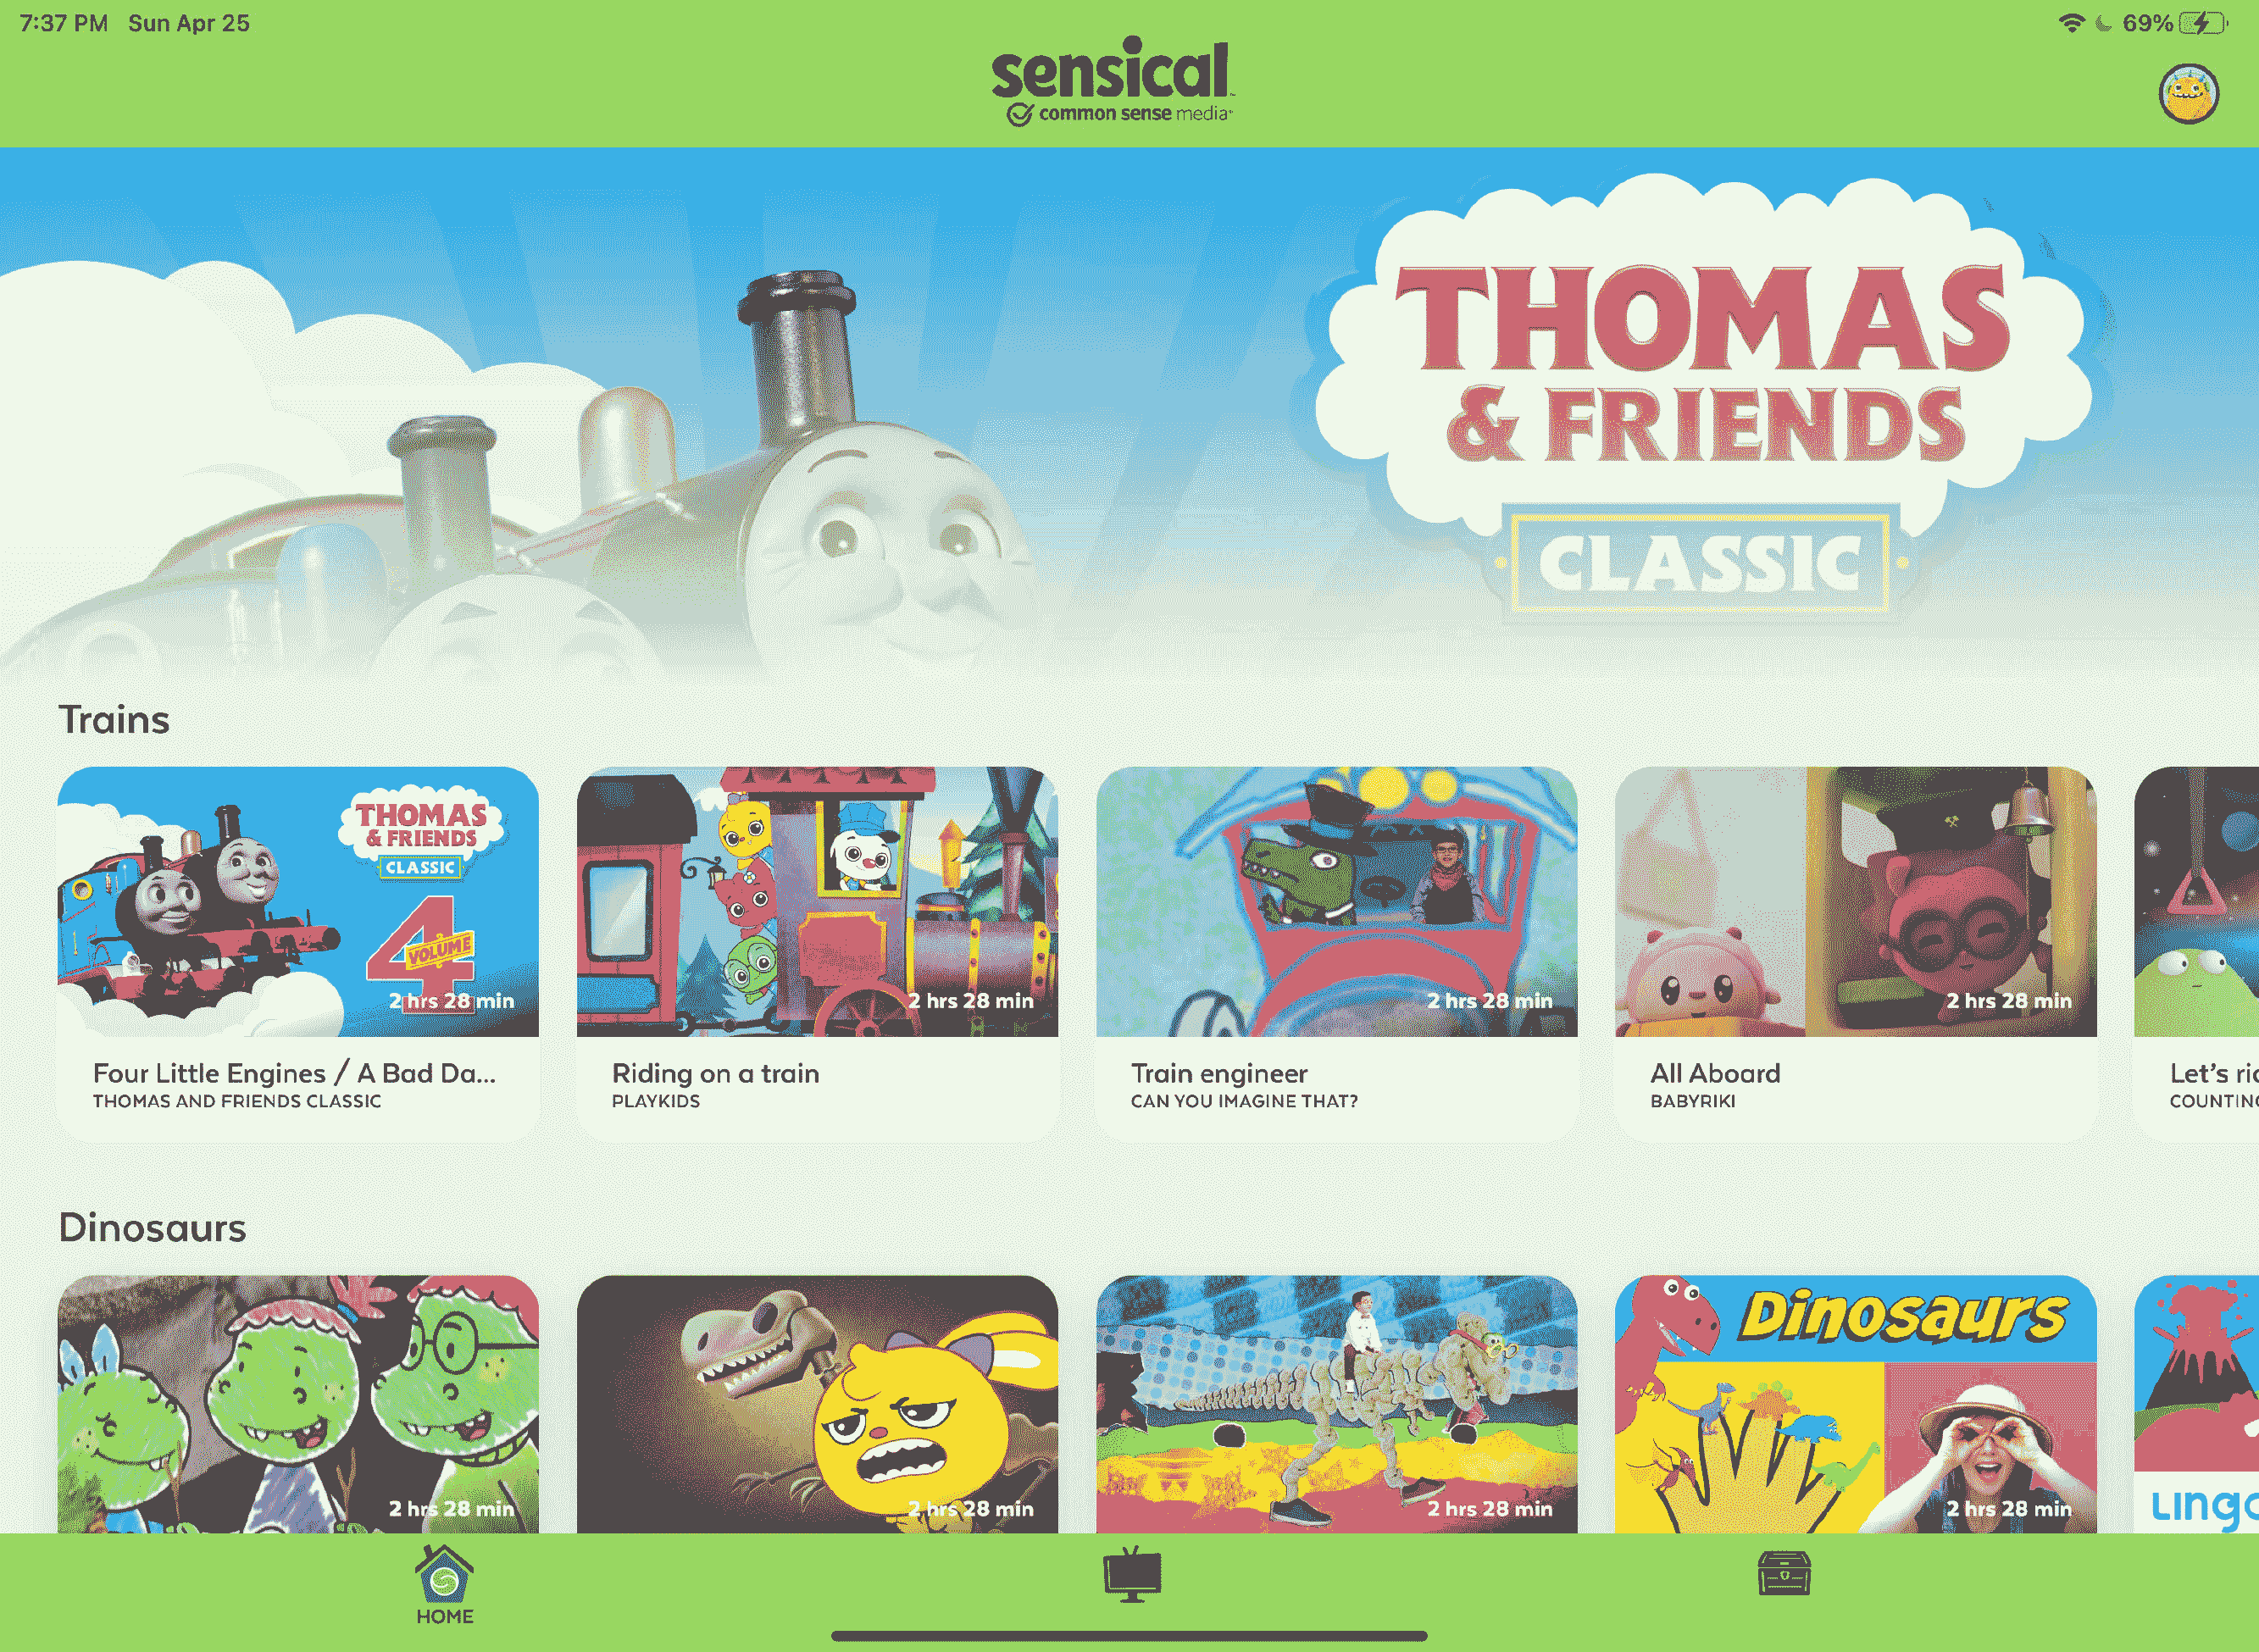 7:37 PM Sun Apr 25
69%
sensical
common sense media
THOMAS
& FRIENDS
CLASSIC
Trains
THOMAS
& FRIENDS
CLASSIC
4
VOLUME
2 hrs 28 min
2 hrs 28 min
2 hrs 28 min
2 hrs 28 min
Four Little Engines / A Bad Da...
THOMAS AND FRIENDS CLASSIC
Riding on a train
PLAYKIDS
Train engineer
CAN YOU IMAGINE THAT?
All Aboard
BABYRIKI
Let's
COUNTING
Dinosaurs
Dinosaurs
2 hrs 28 min
2 hrs 28 min
2 hrs 28 min
2 hrs 28 min
HOME